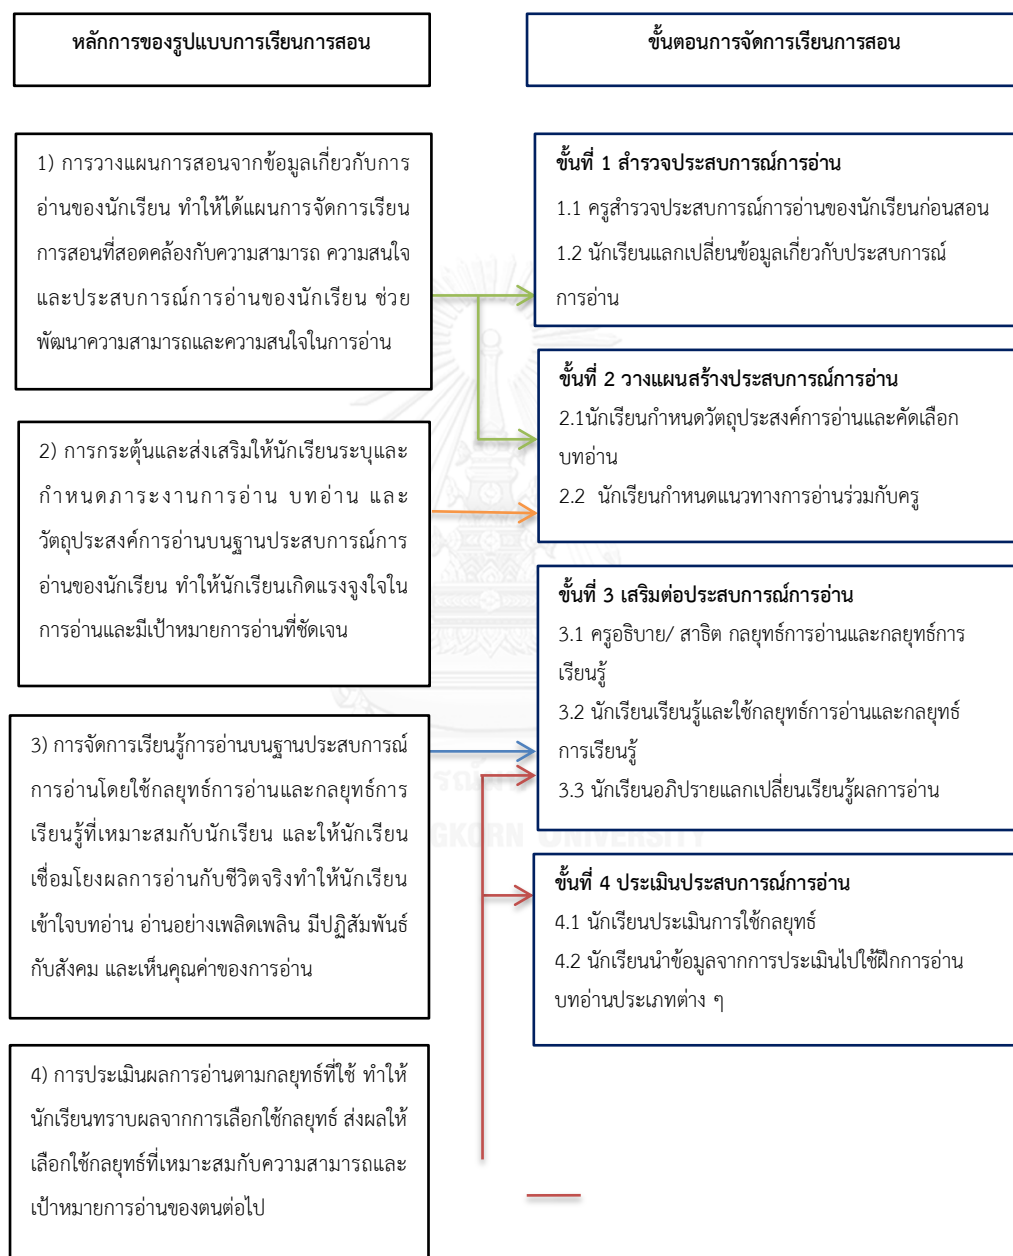 หลักการของรูปแบบการเรียนการสอน
ขั้นตอนการจัดการเรียนการสอน
1) การวางแผนการสอนจากข้อมูลเกี่ยวกับการ
อ่านของนักเรียน ทำให้ได้แผนการจัดการเรียน
การสอนที่สอดคล้องกับความสามารถ ความสนใจ
และประสบการณ์การอ่านของนักเรียน ช่วย
พัฒนาความสามารถและความสนใจในการอ่าน
2) การกระตุ้นและส่งเสริมให้นักเรียนระบุและ
กำหนดภาระงานการอ่าน บทอ่าน และ
วัตถุประสงค์การอ่านบนฐานประสบการณ์การ
อ่านของนักเรียน ทำให้นักเรียนเกิดแรงจูงใจใน
การอ่านและมีเป้าหมายการอ่านที่ชัดเจน
3) การจัดการเรียนรู้การอ่านบนฐานประสบการณ์
การอ่านโดยใช้กลยุทธ์การอ่านและกลยุทธ์การ
เรียนรู้ที่เหมาะสมกับนักเรียน และให้นักเรียน
เชื่อมโยงผลการอ่านกับชีวิตจริงทำให้นักเรียน
เข้าใจบทอ่าน อ่านอย่างเพลิดเพลิน มีปฏิสัมพันธ์
กับสังคม และเห็นคุณค่าของการอ่าน
4) การประเมินผลการอ่านตามกลยุทธ์ที่ใช้ ทำให้
นักเรียนทราบผลจากการเลือกใช้กลยุทธ์ ส่งผลให้
เลือกใช้กลยุทธ์ที่เหมาะสมกับความสามารถและ
เป้าหมายการอ่านของตนต่อไป
ขั้นที่ 1 สำรวจประสบการณ์การอ่าน
1.1 ครูสำรวจประสบการณ์การอ่านของนักเรียนก่อนสอน
1.2 นักเรียนแลกเปลี่ยนข้อมูลเกี่ยวกับประสบการณ์
การอ่าน
ขั้นที่ 2 วางแผนสร้างประสบการณ์การอ่าน
2.1นักเรียนกำหนดวัตถุประสงค์การอ่านและคัดเลือก
บทอ่าน
2.2 นักเรียนกำหนดแนวทางการอ่านร่วมกับครู
ขั้นที่ 3 เสริมต่อประสบการณ์การอ่าน
3.1 ครูอธิบาย/ สาธิต กลยุทธ์การอ่านและกลยุทธ์การ
เรียนรู้
3.2 นักเรียนเรียนรู้และใช้กลยุทธ์การอ่านและกลยุทธ์
การเรียนรู้
3.3 นักเรียนอภิปรายแลกเปลี่ยนเรียนรู้ผลการอ่าน
ขั้นที่ 4 ประเมินประสบการณ์การอ่าน
4.1 นักเรียนประเมินการใช้กลยุทธ์
4.2 นักเรียนนำข้อมูลจากการประเมินไปใช้ฝึกการอ่าน
บทอ่านประเภทต่าง ๆ
GKORN UNIVERSITY